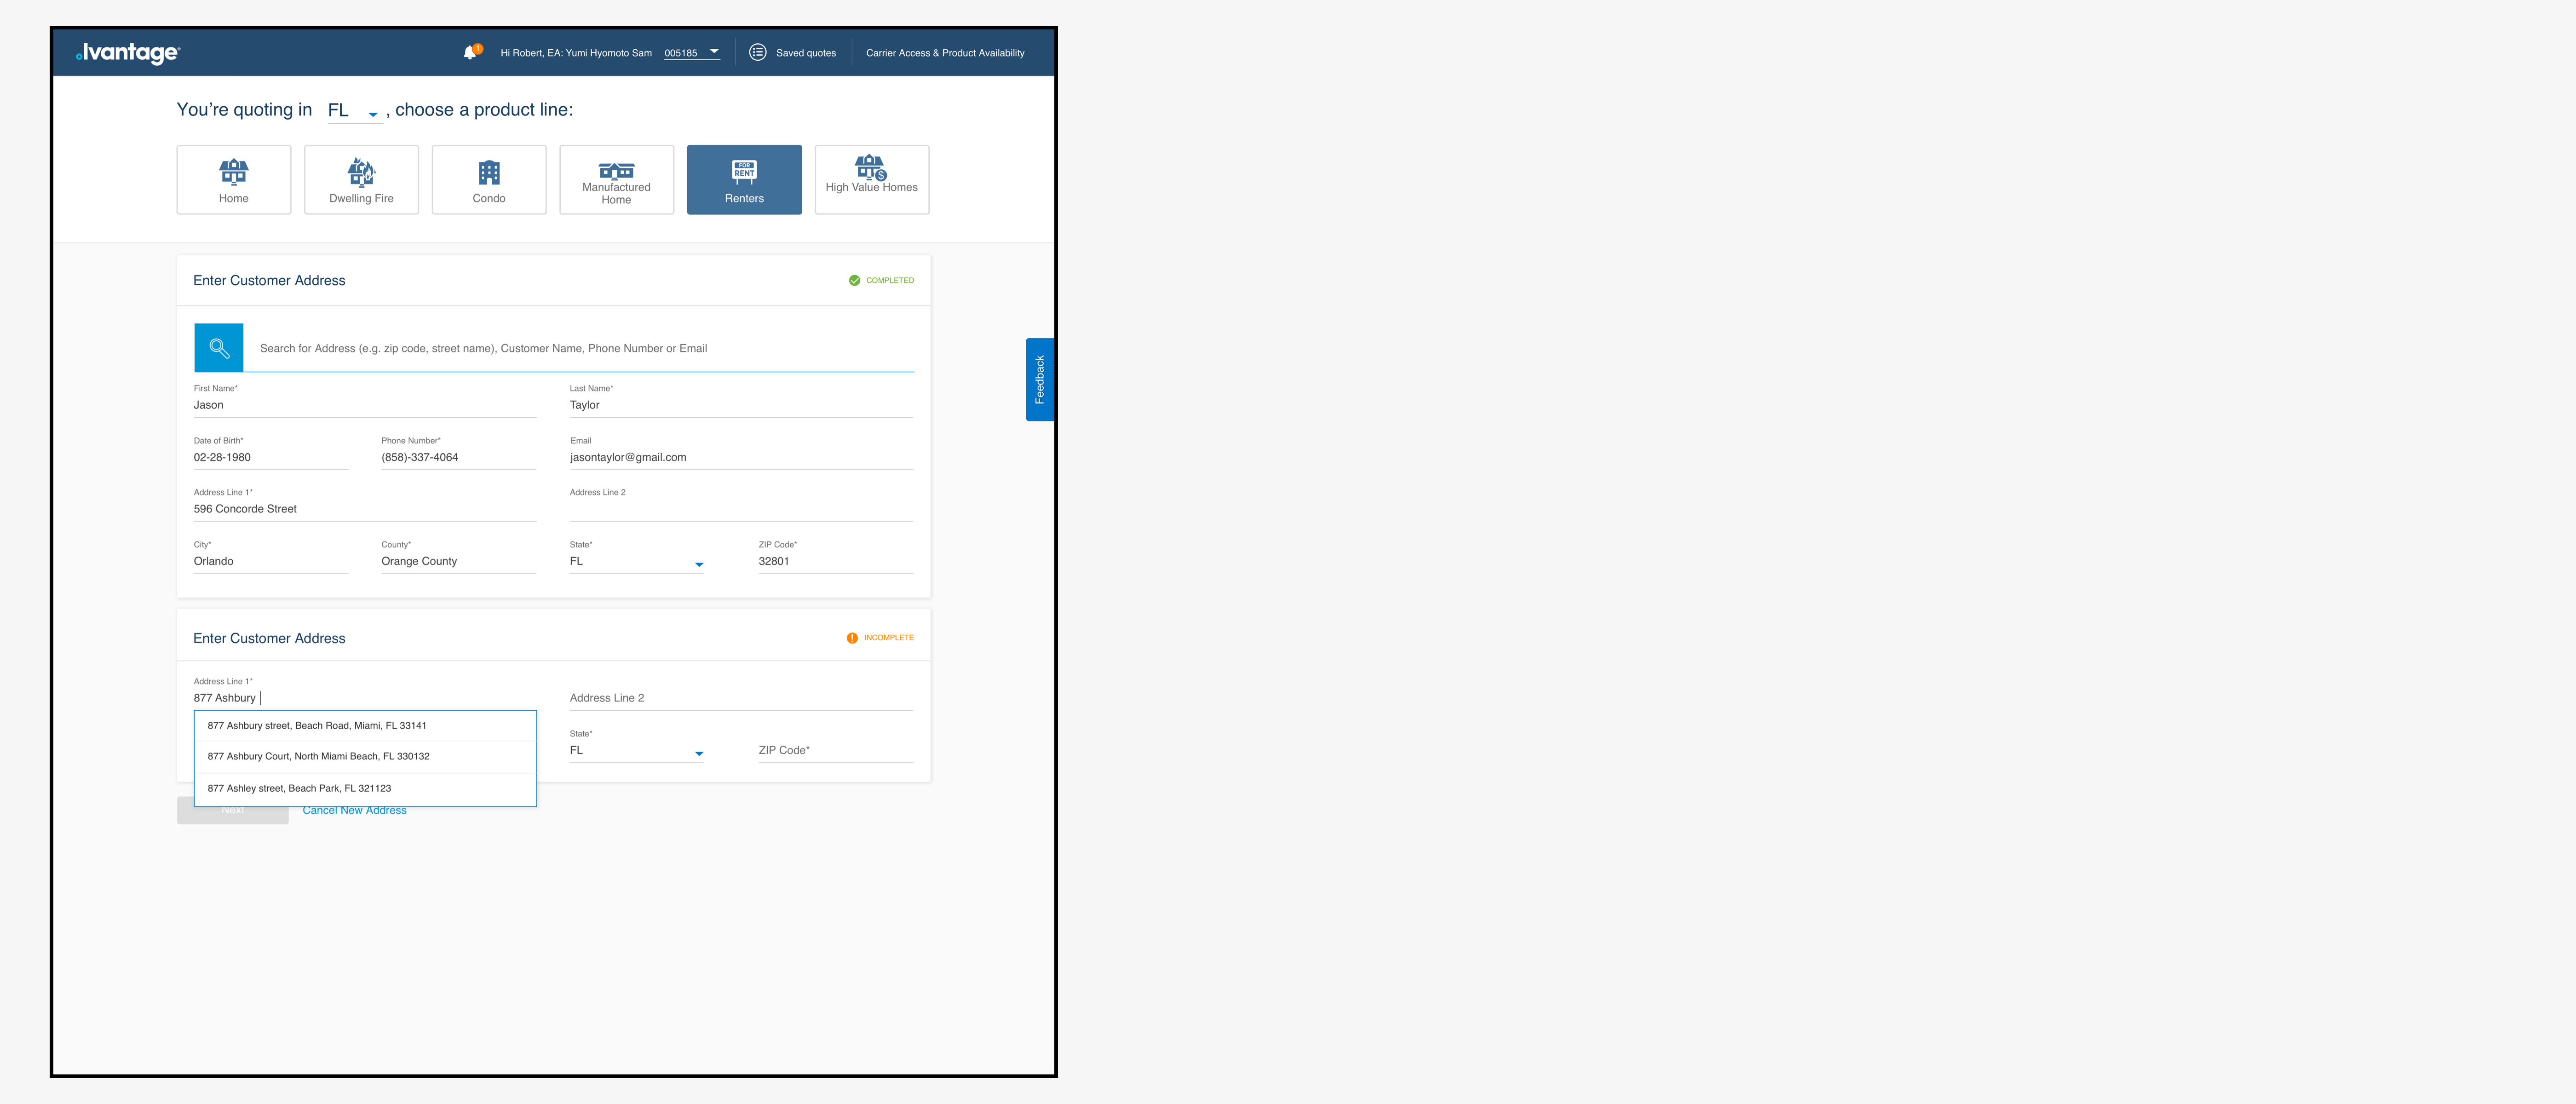 Ivantage
1
Hi Robert, EA: Yumi Hyomoto Sam
005185
Saved quotes
Carrier Access & Product Availability
You're quoting in FL , choose a product line:
Home
Dwelling Fire
Condo
Manufactured
Home
FOR
RENT
Renters
$
High Value Homes
Enter Customer Address
COMPLETED
Search for Address (e.g. zip code, street name), Customer Name, Phone Number or Email
Feedback
First Name*
Last Name*
Jason
Taylor
Date of Birth*
Phone Number*
Email
02-28-1980
(858)-337-4064
jasontaylor@gmail.com
Address Line 1*
Address Line 2
596 Concorde Street
City*
County*
State*
ZIP Code*
Orlando
Orange County
FL
32801
Enter Customer Address
INCOMPLETE
Address Line 1*
877 Ashbury
Address Line 2
877 Ashbury street, Beach Road, Miami, FL 33141
877 Ashbury Court, North Miami Beach, FL 330132
877 Ashley street, Beach Park, FL 321123
State*
FL
ZIP Code*
Next
Cancel New Address